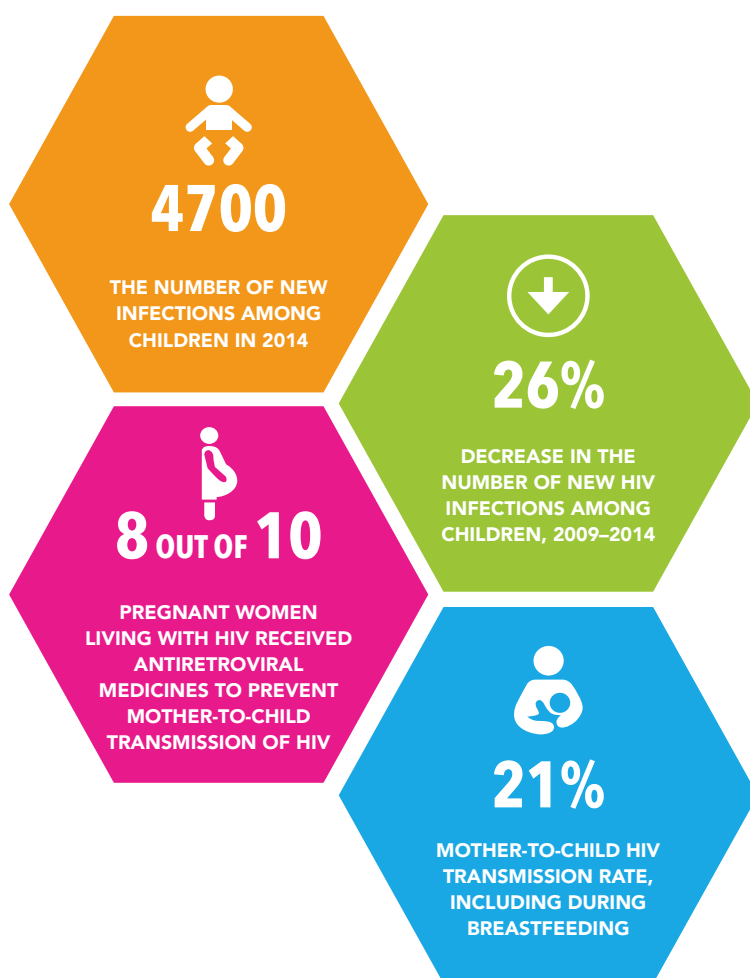 4700
THE NUMBER OF NEW
INFECTIONS AMONG
CHILDREN IN 2014
26%
DECREASE IN THE
NUMBER OF NEW HIV
INFECTIONS AMONG
CHILDREN, 2009–2014
8 OUT OF 10
PREGNANT WOMEN
LIVING WITH HIV RECEIVED
ANTIRETROVIRAL
MEDICINES TO PREVENT
MOTHER-TO-CHILD
TRANSMISSION OF HIV
21%
MOTHER-TO-CHILD HIV
TRANSMISSION RATE,
INCLUDING DURING
BREASTFEEDING